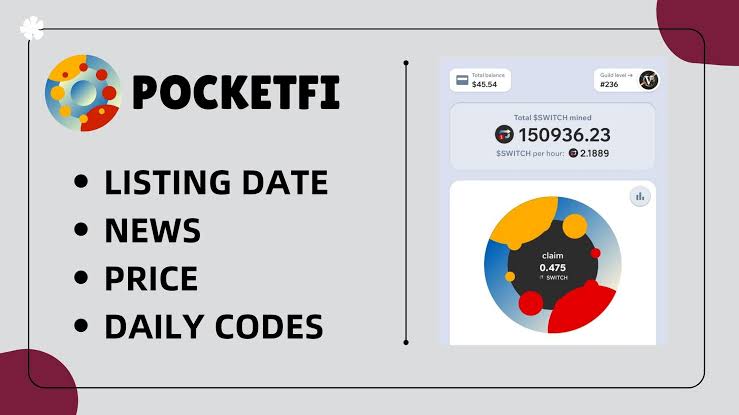 POCKETFI
LISTING DATE
NEWS
PRICE
DAILY CODES
Total balance
$45.54
Guild level →
#236
Total $SWITCH mined
150936.23
$SWITCH per hour: 2.1889
claim
0.475
SWITCH